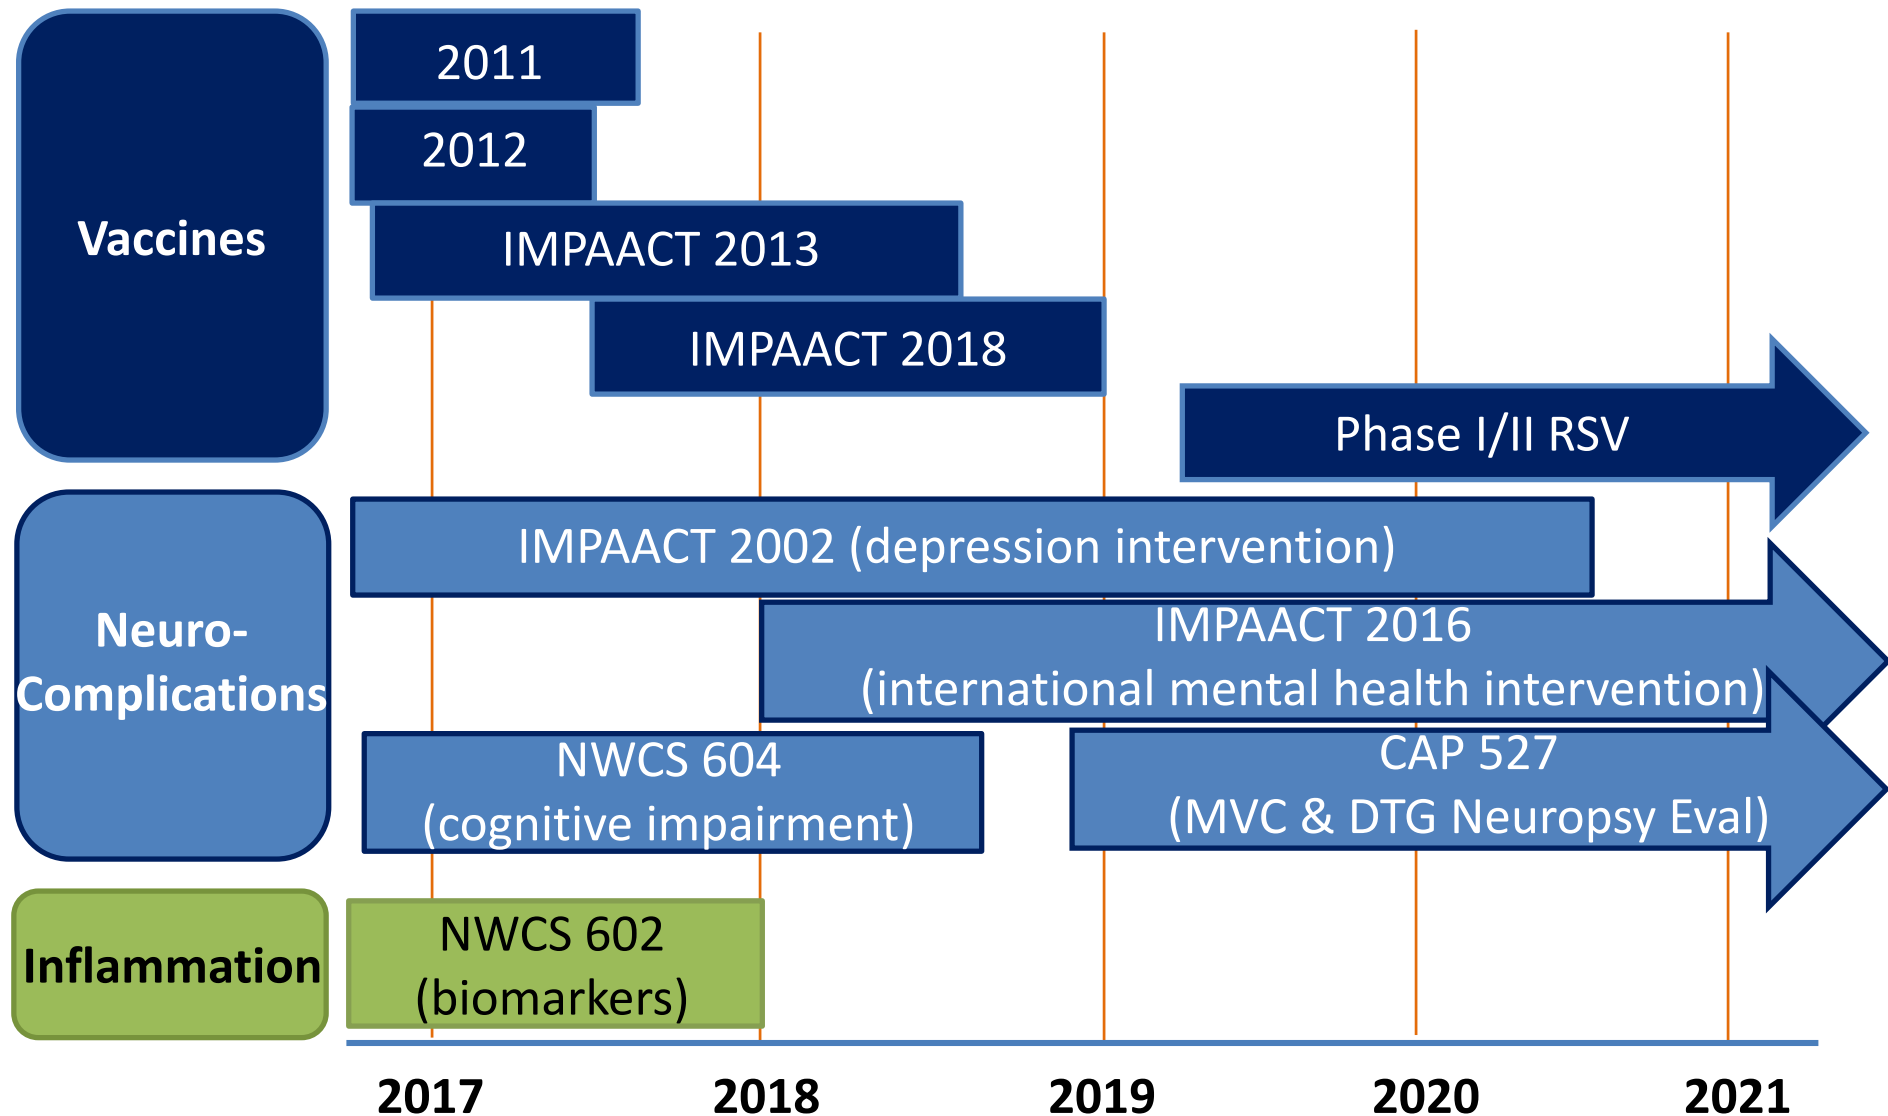 Vaccines
2011
2012
IMPAACT 2013
IMPAACT 2018
Phase I/II RSV
Neuro-
Complications
IMPAACT 2002 (depression intervention)
IMPAACT 2016
(international mental health intervention)
NWCS 604
(cognitive impairment)
CAP 527
(MVC & DTG Neuropsy Eval)
Inflammation
NWCS 602
(biomarkers)
2017 2018 2019 2020 2021